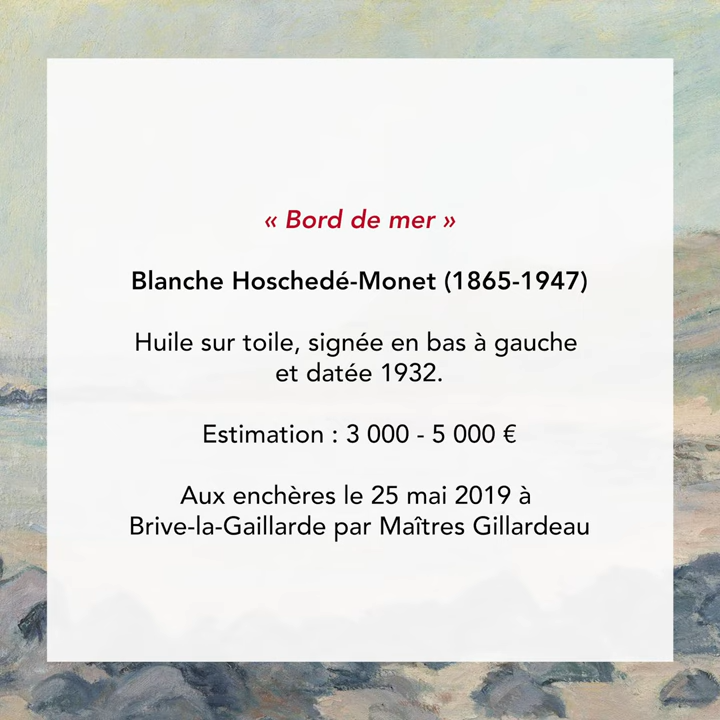 « Bord de mer »
Blanche Hoschedé-Monet (1865-1947)
Huile sur toile, signée en bas à gauche
et datée 1932.
Estimation : 3 000 - 5 000 €
Aux enchères le 25 mai 2019 à
Brive-la-Gaillarde par Maîtres Gillardeau